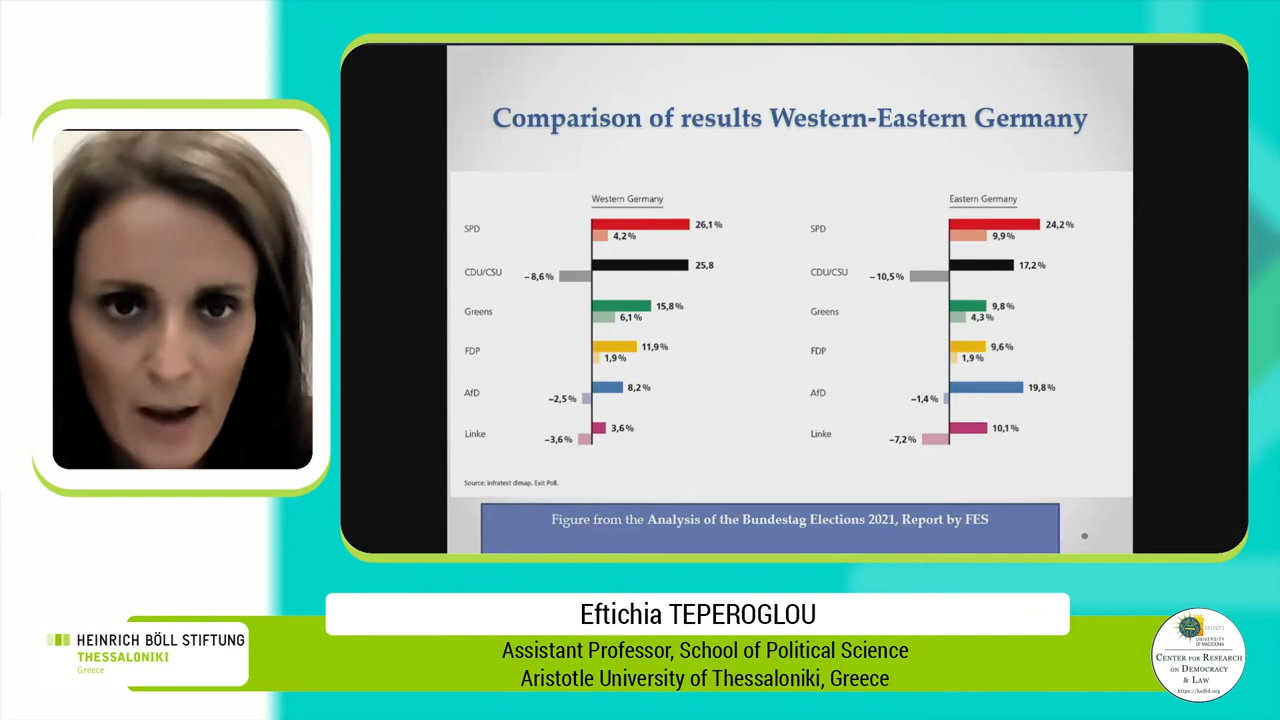 Comparison of results Western-Eastern Germany
Western Germany
SPD
26,1 %
4,2 %
CDU/CSU
–8,6 %
25,8
Greens
15,8 %
6,1 %
FDP
11,9 %
1,9 %
AfD
8,2 %
–2,5 %
Linke
3,6 %
–3,6 %
Eastern Germany
SPD
24,2 %
9,9 %
CDU/CSU
17,2 %
–10,5 %
Greens
9,8 %
4,3 %
FDP
9,6 %
1,9 %
AfD
19,8 %
–1,4 %
Linke
10,1 %
–7,2 %
Source: infratest dimap. Exit Poll.
Figure from the Analysis of the Bundestag Elections 2021, Report by FES
Eftichia TEPEROGLOU
Assistant Professor, School of Political Science
Aristotle University of Thessaloniki, Greece
HEINRICH BÖLL STIFTUNG
THESSALONIKI
Greece
UNIVERSITY
OF MACEDONIA
CENTER FOR RESEARCH
ON DEMOCRACY
& LAW
https://kedid.org